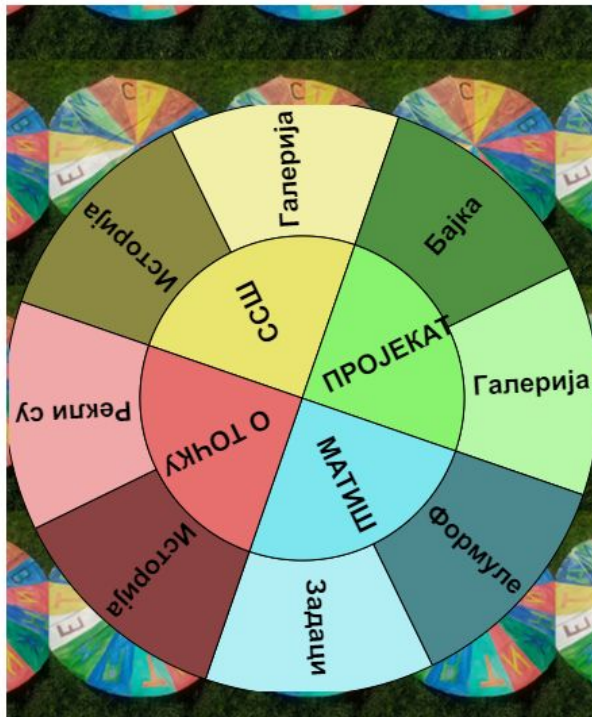 Галерија
Бајка
Историја
ССШ
ПРОЈЕКАТ
Галерија
Рекли су
О ТОЧКУ
МАТИШ
Формуле
Историја
Задаци